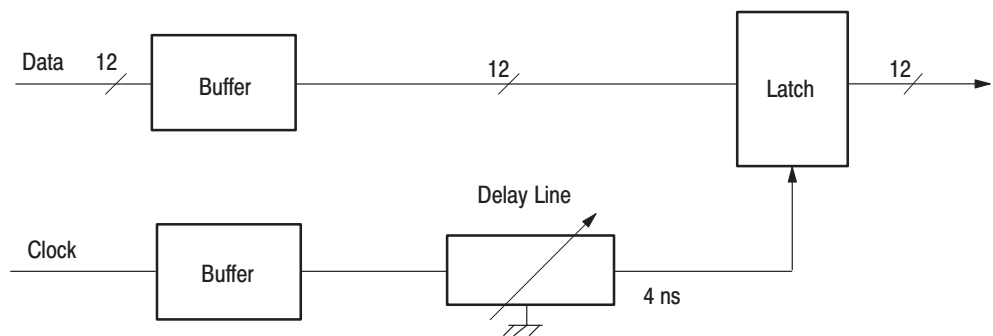 Data
12
Buffer
12
Latch
12
Delay Line
Clock
Buffer
4 ns